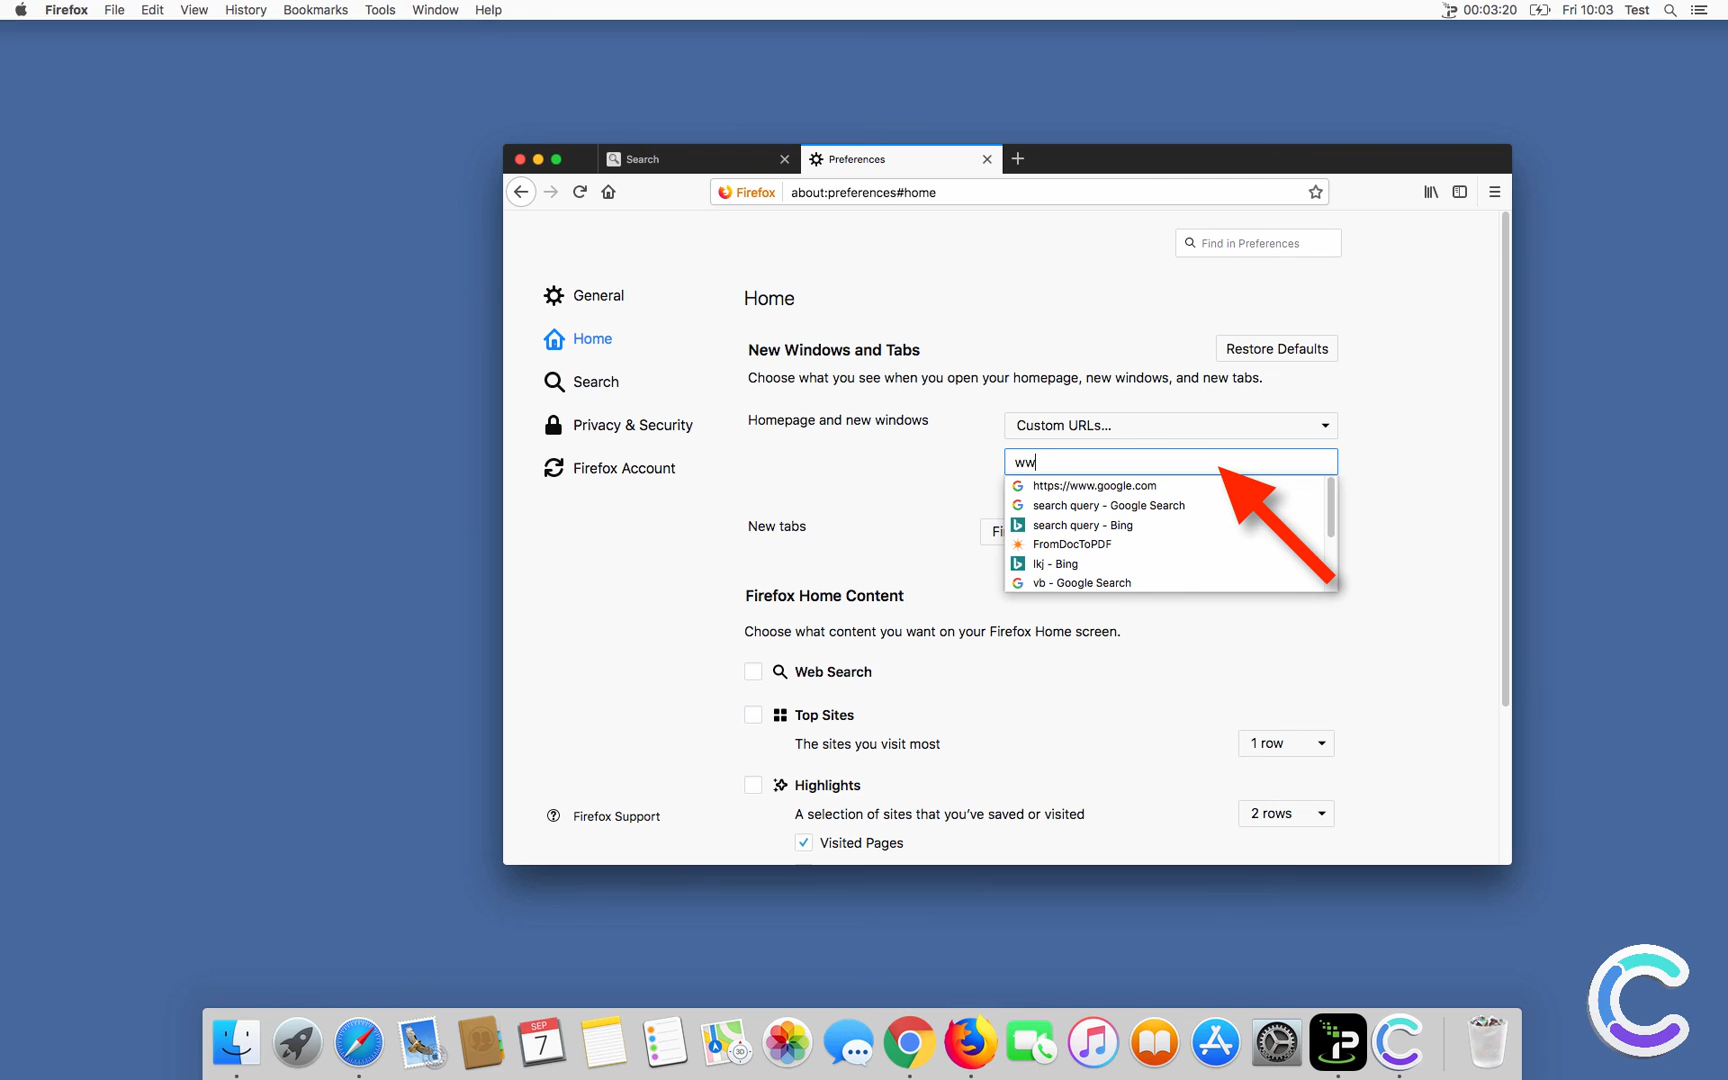 Firefox File Edit View History Bookmarks Tools Window Help 00:03:20 Fri 10:03 Test
Search Preferences
Firefox about:preferences#home
Find in Preferences
General
Home
Search
Privacy & Security
Firefox Account
Firefox Support
Home
New Windows and Tabs Restore Defaults
Choose what you see when you open your homepage, new windows, and new tabs.
Homepage and new windows Custom URLs...
ww
https://www.google.com
search query - Google Search
search query - Bing
FromDocToPDF
lkj - Bing
vb - Google Search
New tabs Fi
Firefox Home Content
Choose what content you want on your Firefox Home screen.
Web Search
Top Sites
The sites you visit most 1 row
Highlights
A selection of sites that you've saved or visited 2 rows
Visited Pages
SEP
7